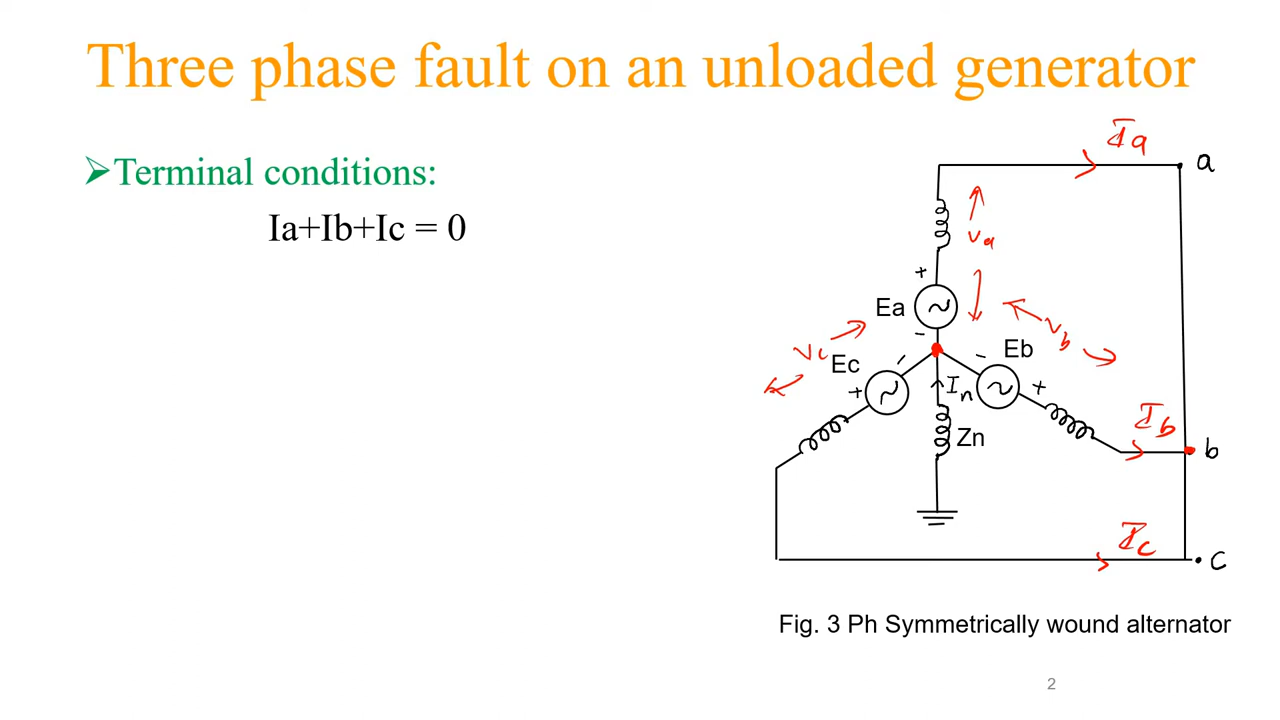 Three phase fault on an unloaded generator
➢Terminal conditions:
Ia+Ib+Ic = 0
Ia
a
Va
+
Ea
-
Vb
Vc
Eb
Ec
-
-
+
+
In
Zn
Ib
b
Ic
c
Fig. 3 Ph Symmetrically wound alternator
2